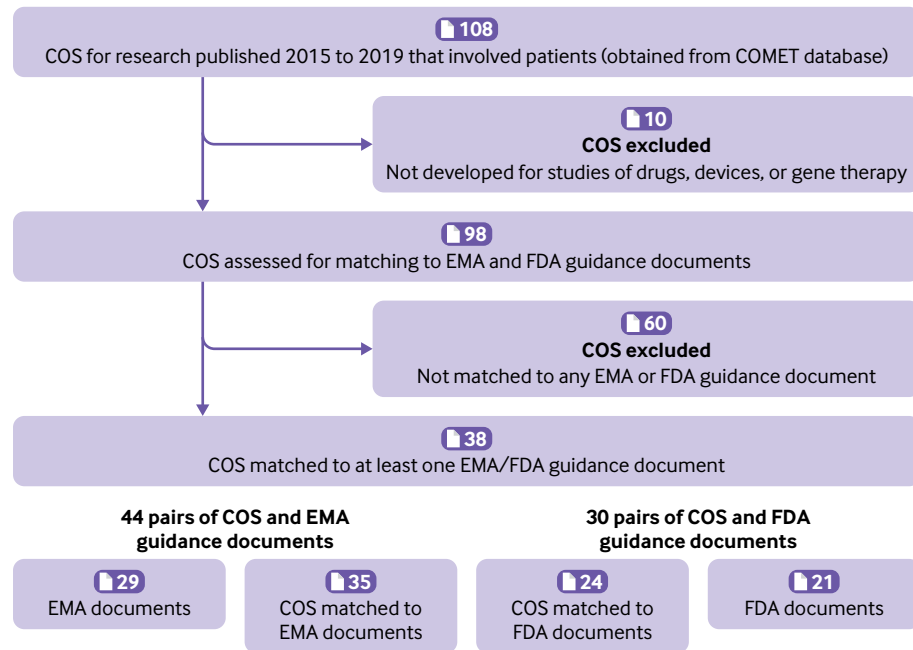 108
COS for research published 2015 to 2019 that involved patients (obtained from COMET database)
10
COS excluded
Not developed for studies of drugs, devices, or gene therapy
98
COS assessed for matching to EMA and FDA guidance documents
60
COS excluded
Not matched to any EMA or FDA guidance document
38
COS matched to at least one EMA/FDA guidance document
44 pairs of COS and EMA
guidance documents
30 pairs of COS and FDA
guidance documents
29
EMA documents
35
COS matched to
EMA documents
24
COS matched to
FDA documents
21
FDA documents